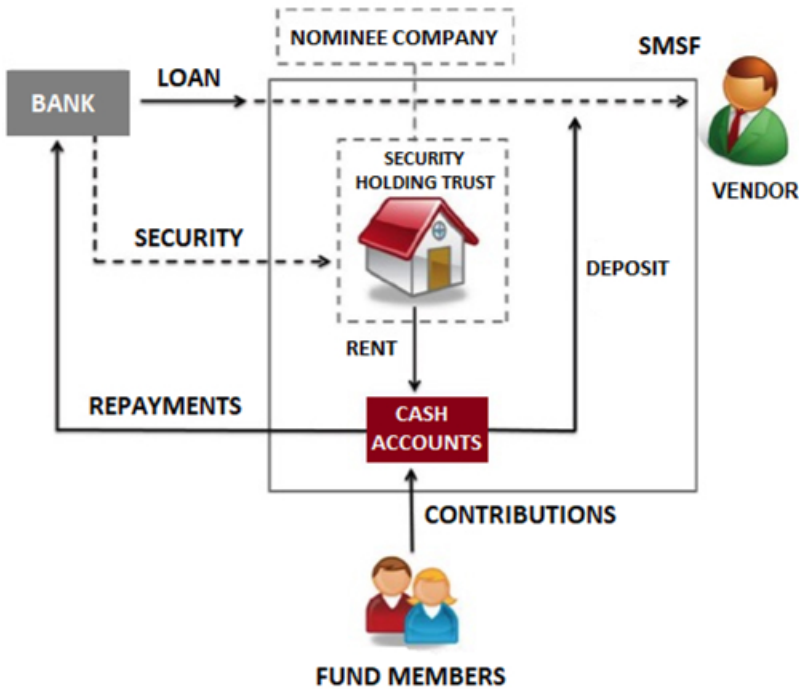 NOMINEE COMPANY
SMSF
LOAN
BANK
SECURITY
HOLDING TRUST
VENDOR
SECURITY
DEPOSIT
RENT
REPAYMENTS
CASH
ACCOUNTS
CONTRIBUTIONS
FUND MEMBERS